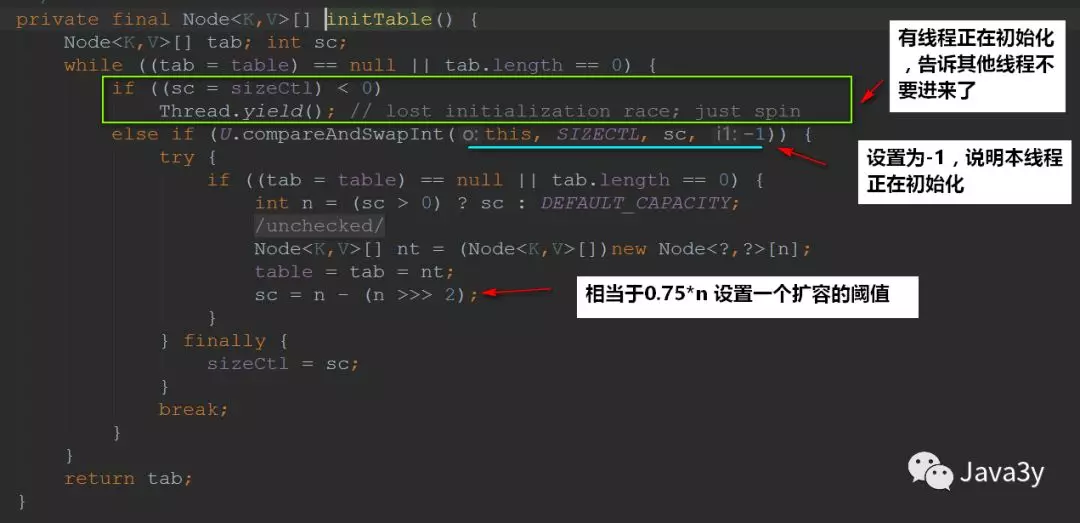 private final Node<K,V>[] initTable() {
Node<K,V>[] tab; int sc;
while ((tab = table) == null || tab.length == 0) {
if ((sc = sizeCtl) < 0)
Thread.yield(); // lost initialization race; just spin
else if (U.compareAndSwapInt( o: this, SIZECTL, sc, i1: -1)) {
try {
if ((tab = table) == null || tab.length == 0) {
int n = (sc > 0) ? sc : DEFAULT_CAPACITY;
/unchecked/
Node<K,V>[] nt = (Node<K,V>[])new Node<?,?>[n];
table = tab = nt;
sc = n - (n >>> 2);
}
} finally {
sizeCtl = sc;
}
break;
}
}
return tab;
}
有线程正在初始化
，告诉其他线程不
要进来了
设置为-1，说明本线程
正在初始化
相当于0.75*n 设置一个扩容的阈值
Java3y